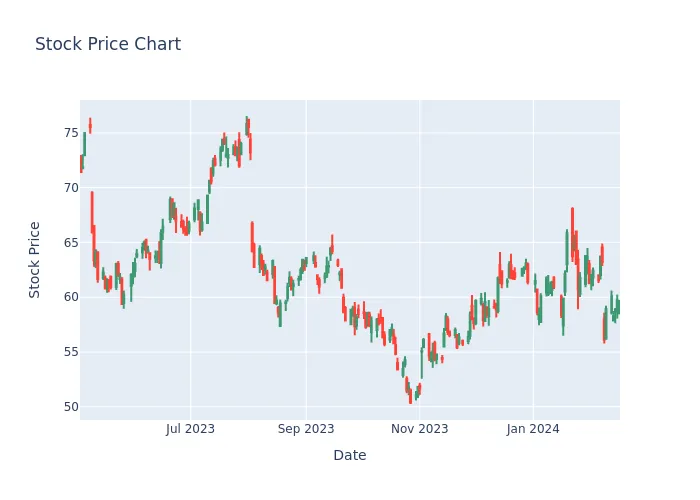 Stock Price Chart
Stock Price
75
70
65
60
55
50
Jul 2023
Sep 2023
Nov 2023
Jan 2024
Date